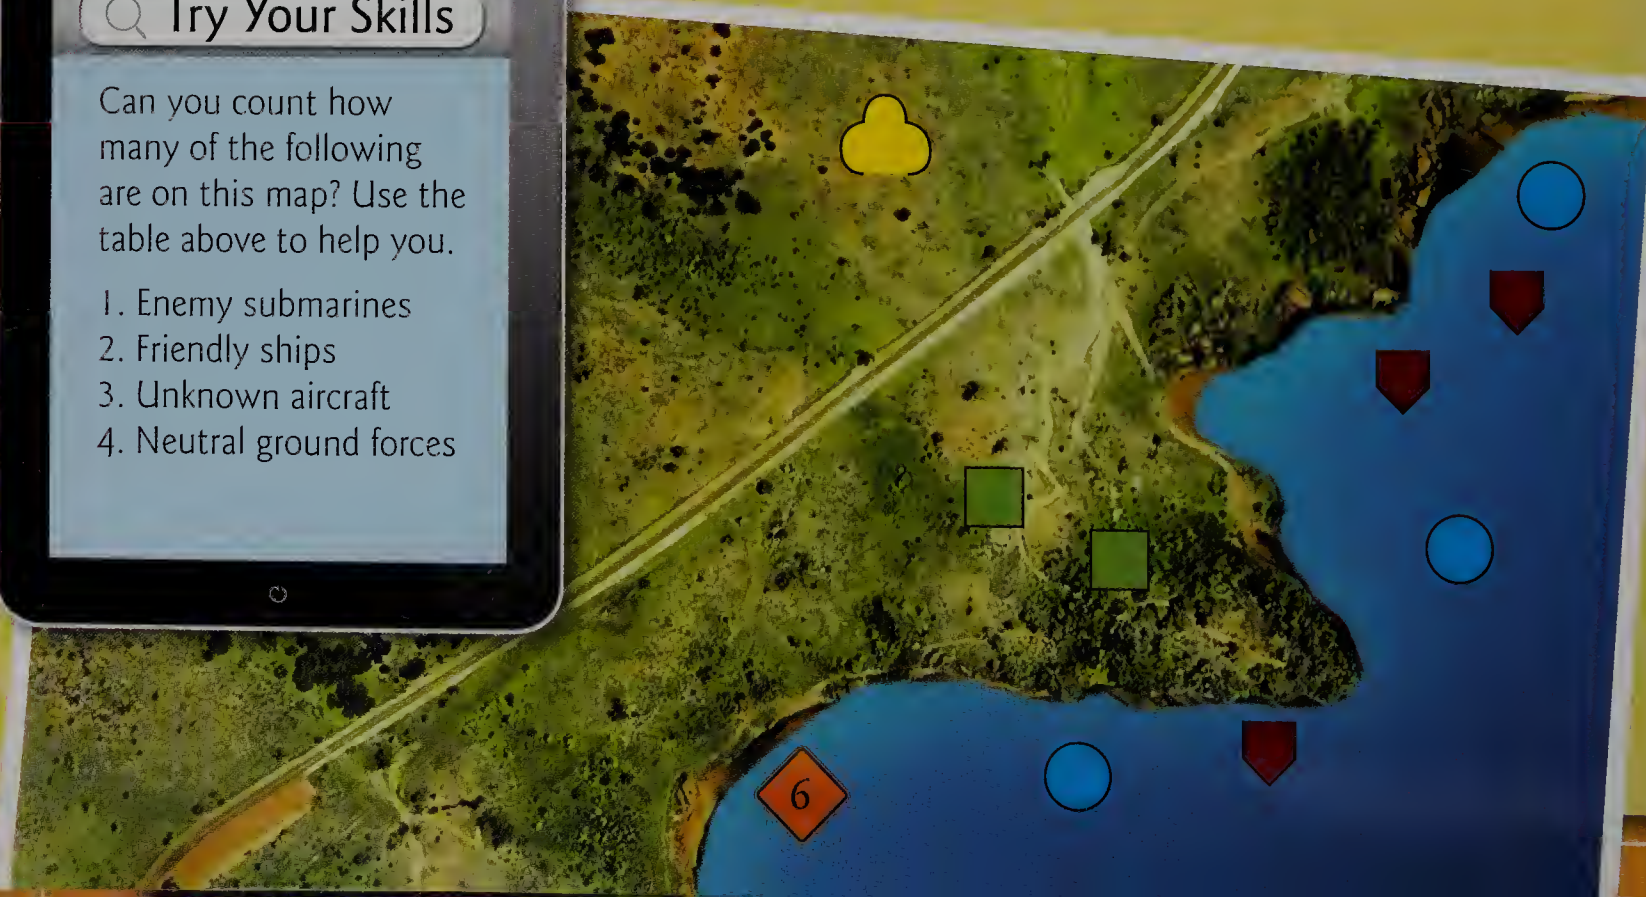 Try Your Skills
Can you count how
many of the following
are on this map? Use the
table above to help you.
1. Enemy submarines
2. Friendly ships
3. Unknown aircraft
4. Neutral ground forces
6